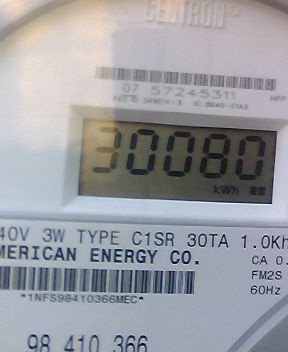 CENTRON®
07 57245311
30080
kWh
40V 3W TYPE C1SR 30TA 1.0Kh
MERICAN ENERGY CO.
CA 0.
FM2S
60Hz
*1NFS98410366MEC*
98 410 366